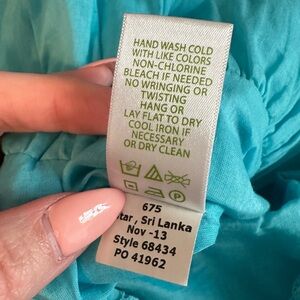 HAND WASH COLD
WITH LIKE COLORS
NON-CHLORINE
BLEACH IF NEEDED
NO WRINGING OR
TWISTING
HANG OR
LAY FLAT TO DRY
COOL IRON IF
NECESSARY
OR DRY CLEAN
P
675
tar, Sri Lanka
Nov -13
Style 68434
PO 41962